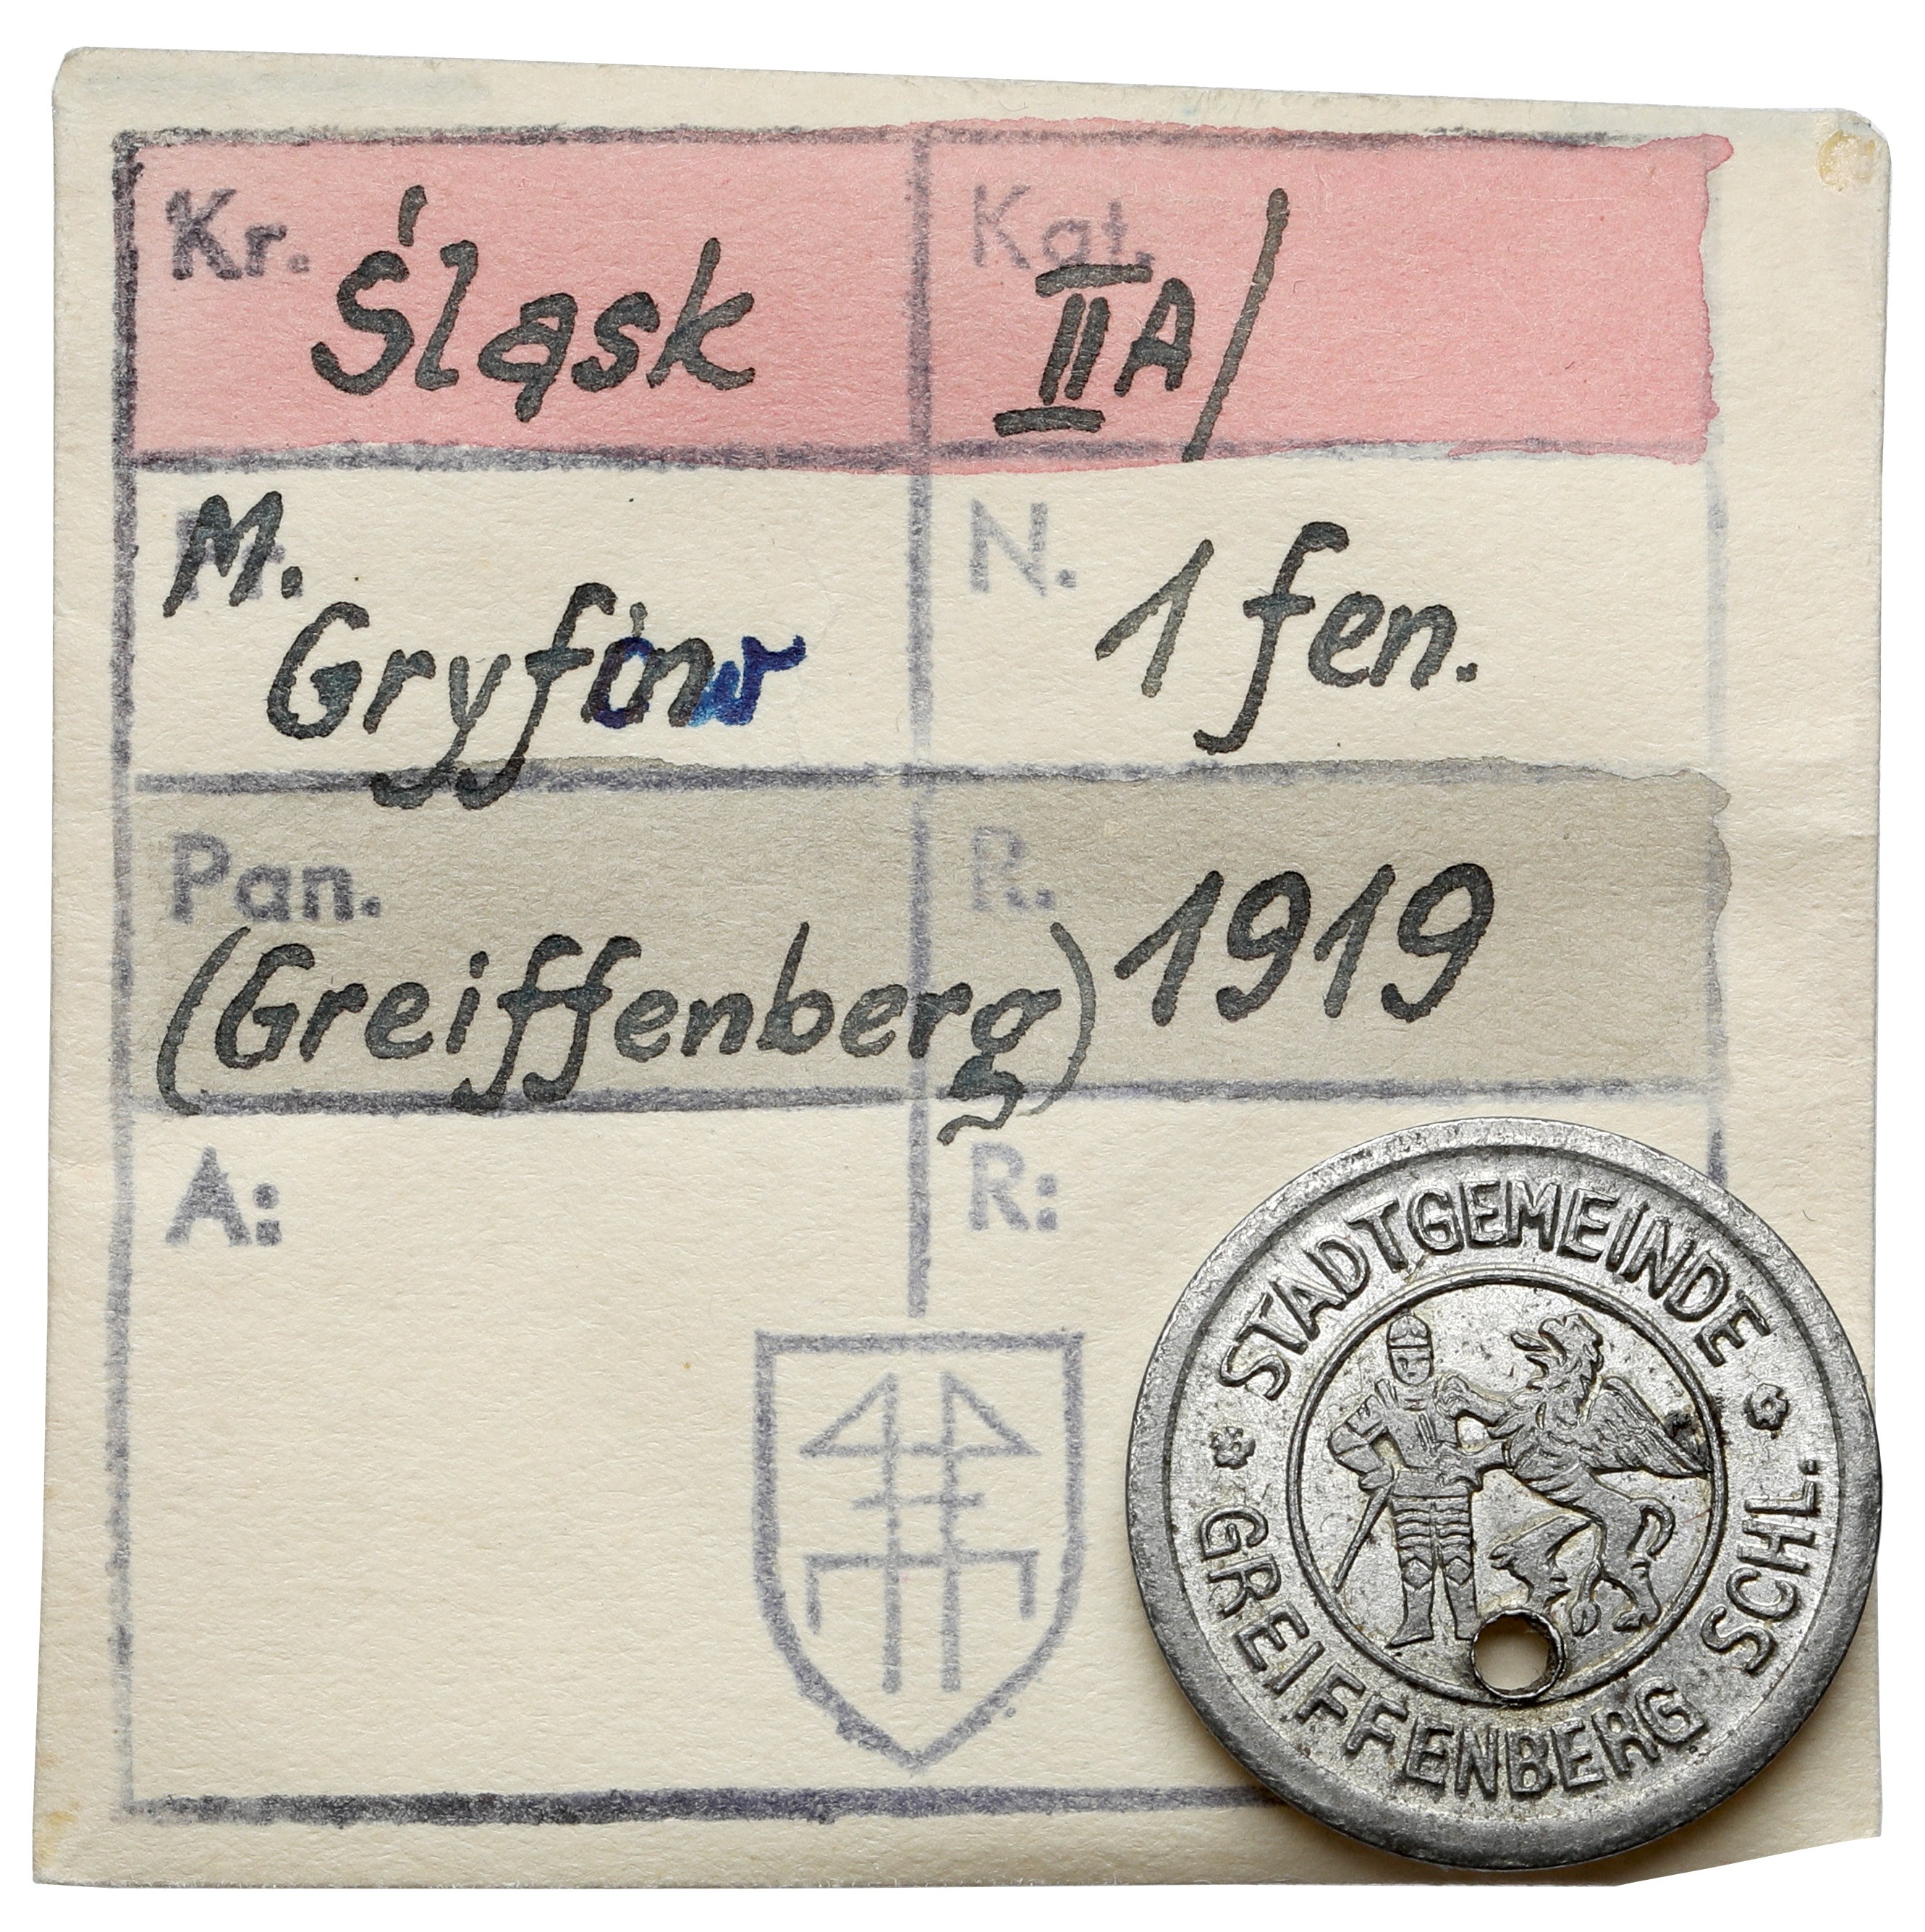 Kr. Śląsk
Kat. IIA/
M. Gryfów
N. 1 fen.
Pan. (Greiffenberg)
R. 1919
A:
R:
STADTGEMEINDE
GREIFFENBERG SCHL.